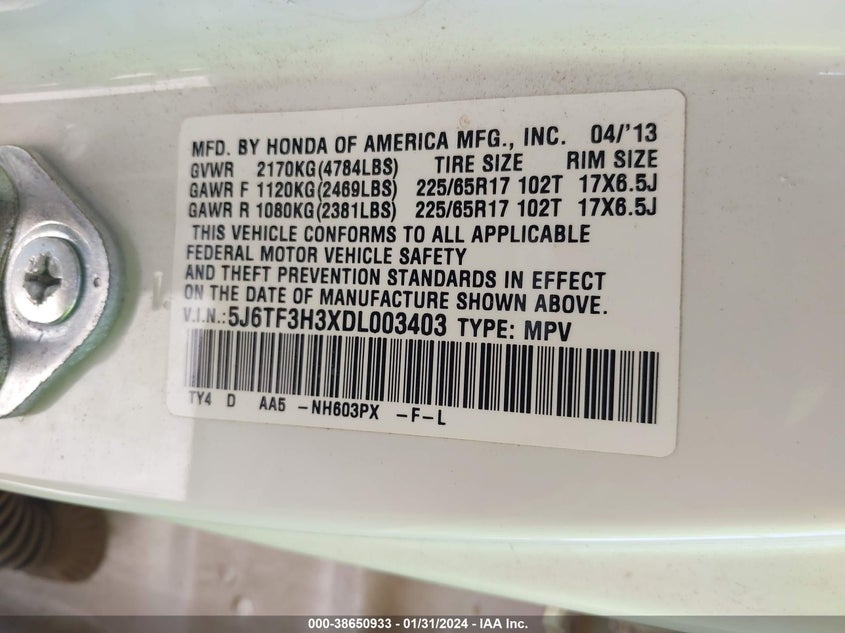 MFD. BY HONDA OF AMERICA MFG., INC. 04/'13
GVWR 2170KG(4784LBS) TIRE SIZE RIM SIZE
GAWR F 1120KG(2469LBS) 225/65R17 102T 17X6.5J
GAWR R 1080KG(2381LBS) 225/65R17 102T 17X6.5J
THIS VEHICLE CONFORMS TO ALL APPLICABLE
FEDERAL MOTOR VEHICLE SAFETY
AND THEFT PREVENTION STANDARDS IN EFFECT
ON THE DATE OF MANUFACTURE SHOWN ABOVE.
V.I.N.:5J6TF3H3XDL003403 TYPE: MPV
TY4 D AA5 -NH603PX -F-L
000-38650933 - 01/31/2024 - IAA Inc.